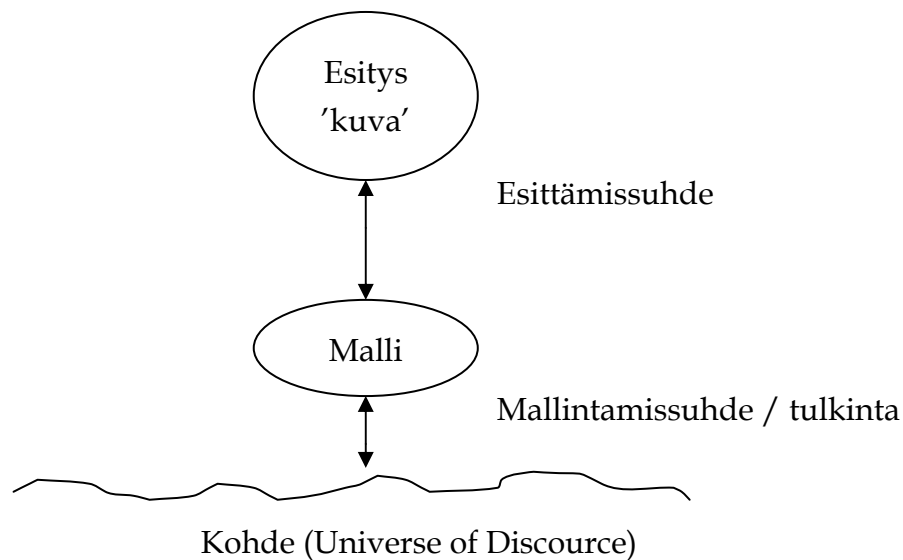 Esitys
’kuva’
Esittämissuhde
Malli
Mallintamissuhde / tulkinta
Kohde (Universe of Discource)